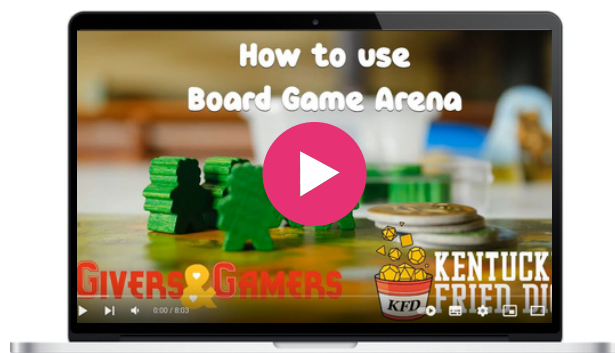 How to use
Board Game Arena
GIVERS&GAMERS
KENTUCK
FRIED DI
KFD
0:00 / 8:03